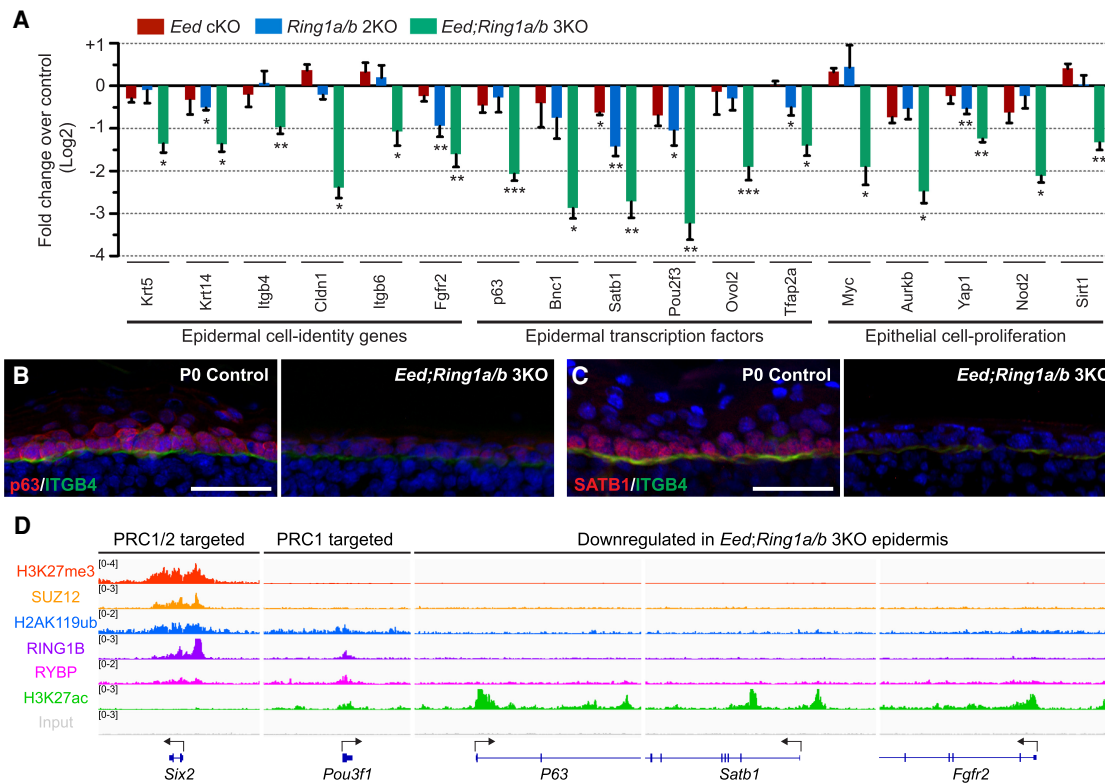 A
Eed cKO Ring1a/b 2KO Eed;Ring1a/b 3KO
Fold change over control
(Log2)
+1
0
-1
-2
-3
-4
* * * ** * * ** ** *** * * ** ** * ** *** * * * * ** ** * **
Krt5 Krt14 Itgb4 Cldn1 Itgb6 Fgfr2 p63 Bnc1 Satb1 Pou2f3 Ovol2 Tfap2a Myc Aurkb Yap1 Nod2 Sirt1
Epidermal cell-identity genes Epidermal transcription factors Epithelial cell-proliferation
B
P0 Control
Eed;Ring1a/b 3KO
p63/ITGB4
C
P0 Control
Eed;Ring1a/b 3KO
SATB1/ITGB4
D
PRC1/2 targeted PRC1 targeted Downregulated in Eed;Ring1a/b 3KO epidermis
H3K27me3 [0-4]
SUZ12 [0-3]
H2AK119ub [0-2]
RING1B [0-3]
RYBP [0-2]
H3K27ac [0-3]
Input [0-3]
Six2 Pou3f1 P63 Satb1 Fgfr2